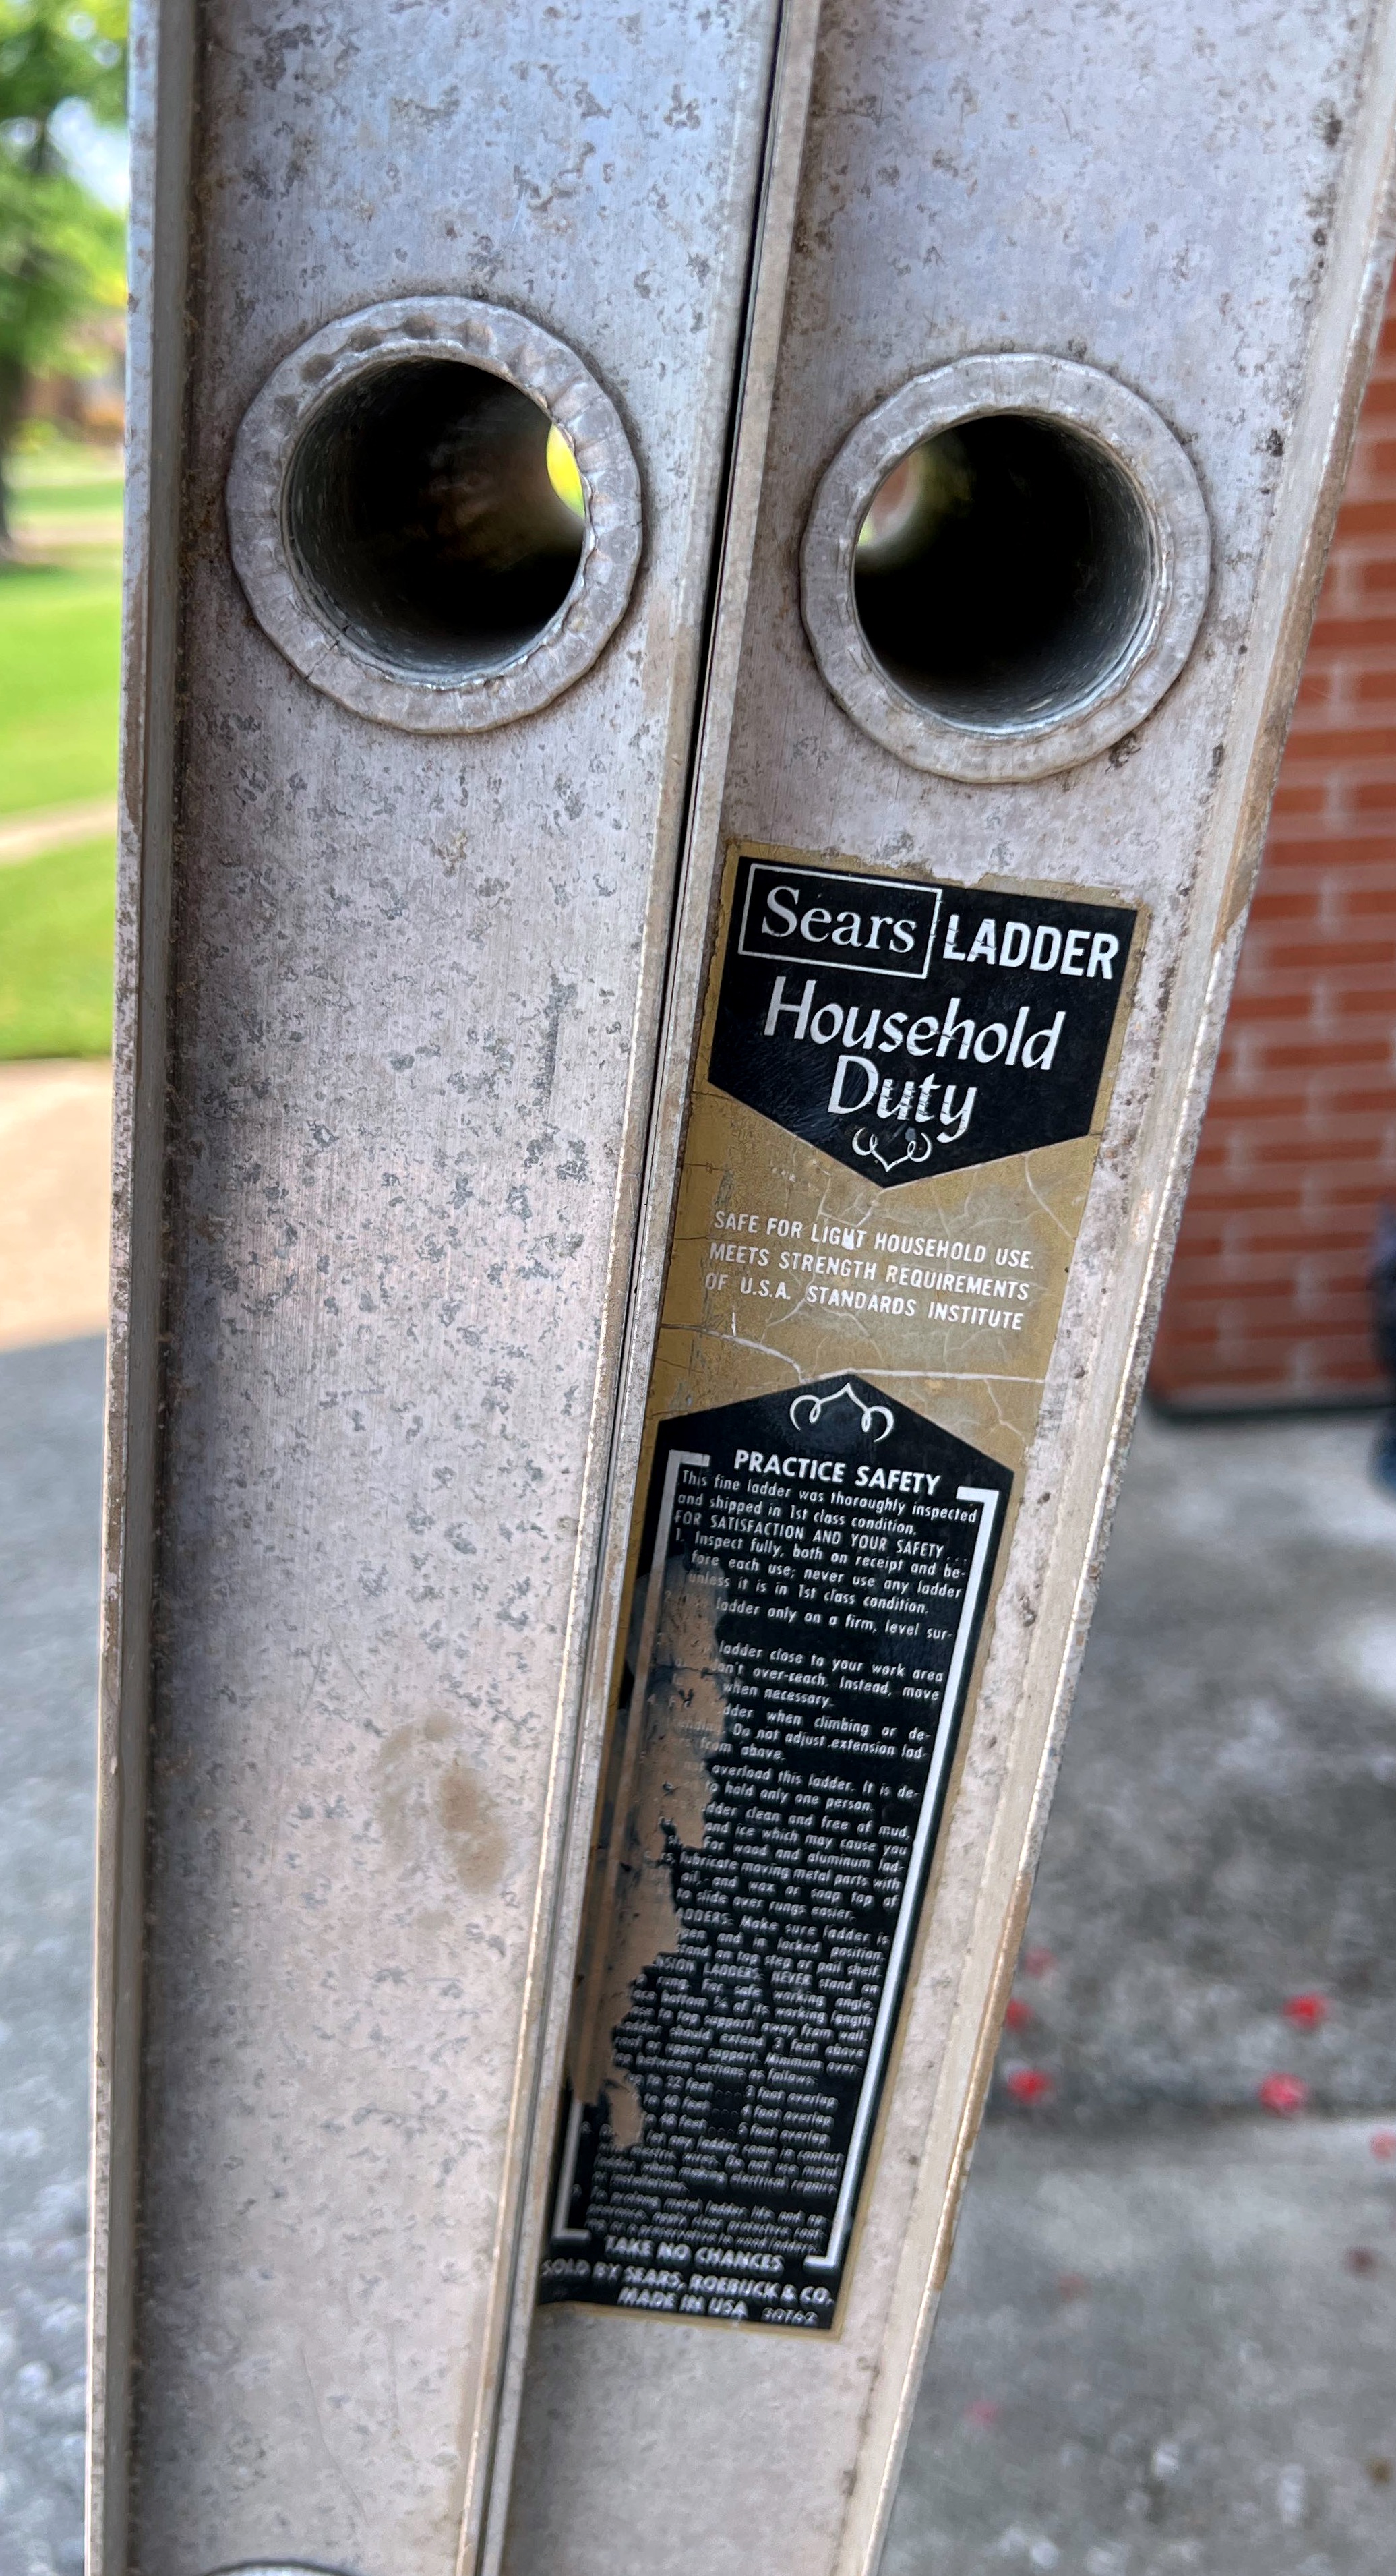 Sears LADDER
Household
Duty
SAFE FOR LIGHT HOUSEHOLD USE.
MEETS STRENGTH REQUIREMENTS
OF U.S.A. STANDARDS INSTITUTE
PRACTICE SAFETY
This fine ladder was thoroughly inspected
and shipped in 1st class condition.
FOR SATISFACTION AND YOUR SAFETY . . .
1. Inspect fully, both on receipt and be-
fore each use; never use any ladder
unless it is in 1st class condition.
2. ladder only on a firm, level sur-
ladder close to your work area
over-reach. Instead, move
when necessary.
4. when climbing or de-
Do not adjust extension lad-
from above.
overload this ladder. It is de-
to hold only one person.
clean and free of mud,
and ice which may cause you
For wood and aluminum lad-
lubricate moving metal parts with
oil, and wax or soap top of
to slide over rungs easier.
Make sure ladder is
and in locked position.
on top step or pail shelf.
LADDERS: NEVER stand on
rung. For safe working angle,
bottom ¼ of its working length
to top support away from wall.
should extend 3 feet above
or upper support. Minimum over-
between sections as follows:
to 32 feet . . . . 3 foot overlap
to 40 feet . . . . 4 foot overlap
to 48 feet . . . . 5 foot overlap
any ladder come in contact
electric wires. Do not use metal
when making electrical repairs
prolong metal ladder life and ap-
apply clear protective coat-
TAKE NO CHANCES
SOLD BY SEARS, ROEBUCK & CO.
MADE IN USA 30162